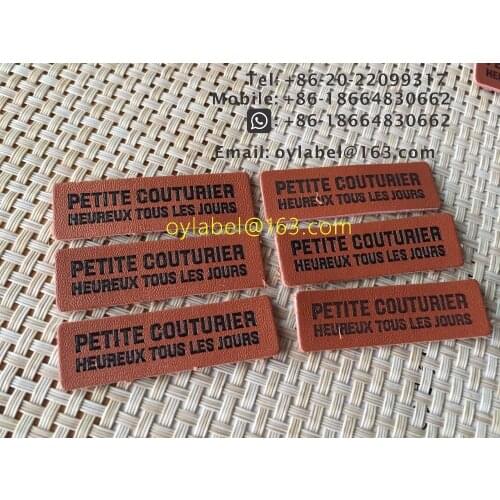 Tel: +86-20-22099317
Mobile: +86-18664830662
: +86-18664830662
Email: oylabel@163.com
PETITE COUTURIER
HEUREUX TOUS LES JOURS
PETITE COUTURIER
HEUREUX TOUS LES JOURS
oylabel@163.com
PETITE COUTURIER
HEUREUX TOUS LES JOURS
PETITE COUTURIER
HEUREUX TOUS LES JOURS
PETITE COUTURIER
HEUREUX TOUS LES JOURS
PETITE COUTURIER
HEUREUX TOUS LES JOURS